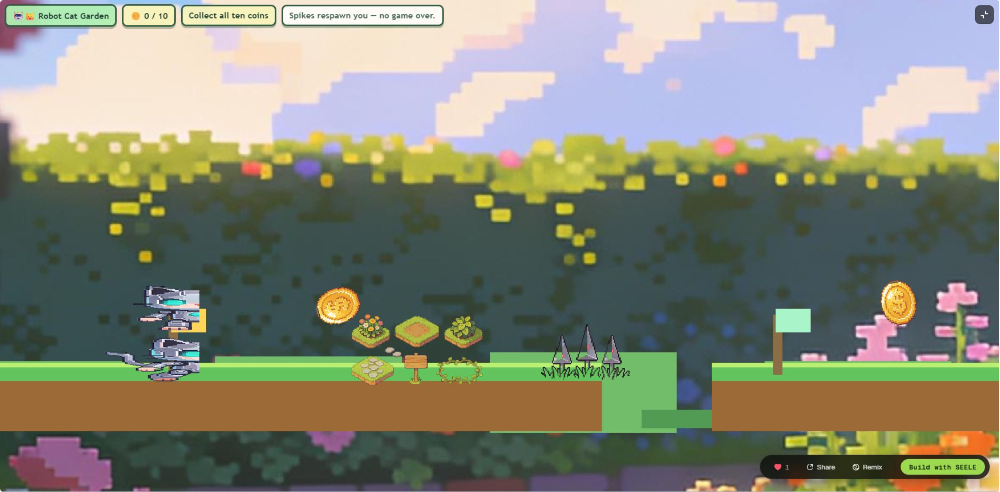 Robot Cat Garden
0 / 10
Collect all ten coins
Spikes respawn you — no game over.
$
$
1
Share
Remix
Build with SEELE